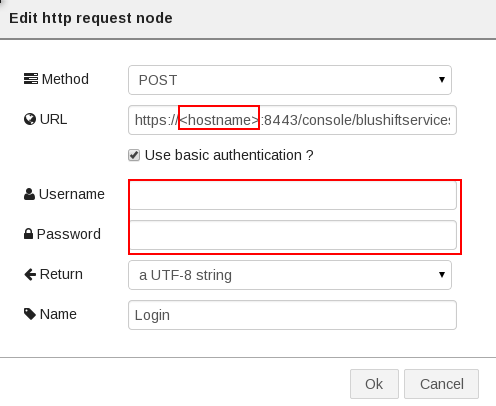 Edit http request node
Method POST
URL https://<hostname>:8443/console/blushiftservices
Use basic authentication ?
Username
Password
Return a UTF-8 string
Name Login
Ok Cancel